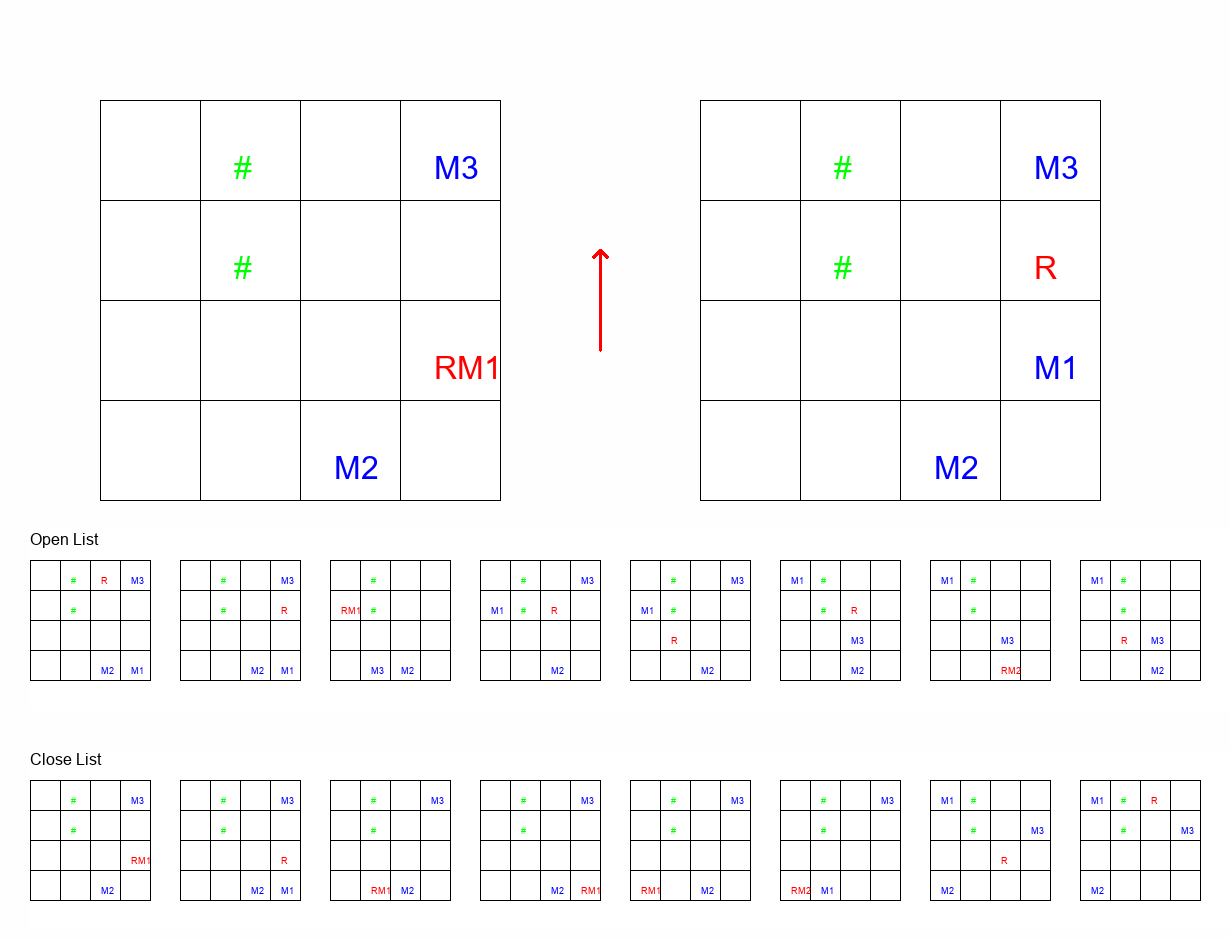 # M3 # M3
# # R
RM1 M1
M2 M2
Open List
# R M3 # M3 # # M3 # M3 M1 # M1 # M1 #
# # R RM1 # M1 # R M1 # # R # #
R M3 M3 R M3
M2 M1 M2 M1 M3 M2 M2 M2 M2 RM2 M2
Close List
# M3 # M3 # M3 # M3 # M3 # M3 M1 # M1 # R
# # # # # # # M3 # M3
RM1 R R
M2 M2 M1 RM1 M2 M2 RM1 RM1 M2 RM2 M1 M2 M2